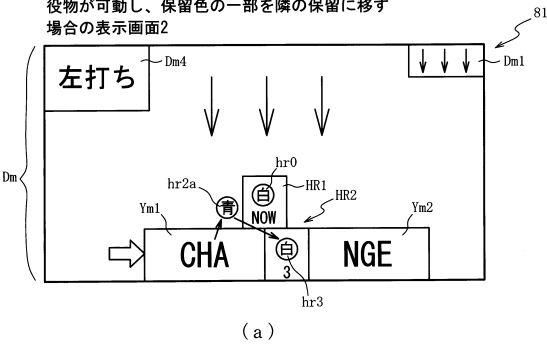 役物が可動し、保留色の一部を隣の保留に移す
場合の表示画面2
81
左打ち
Dm4
Dm1
Dm
hr0
hr2a
白
HR1
青
NOW
HR2
Ym1
Ym2
CHA
白
NGE
3
hr3
(a)